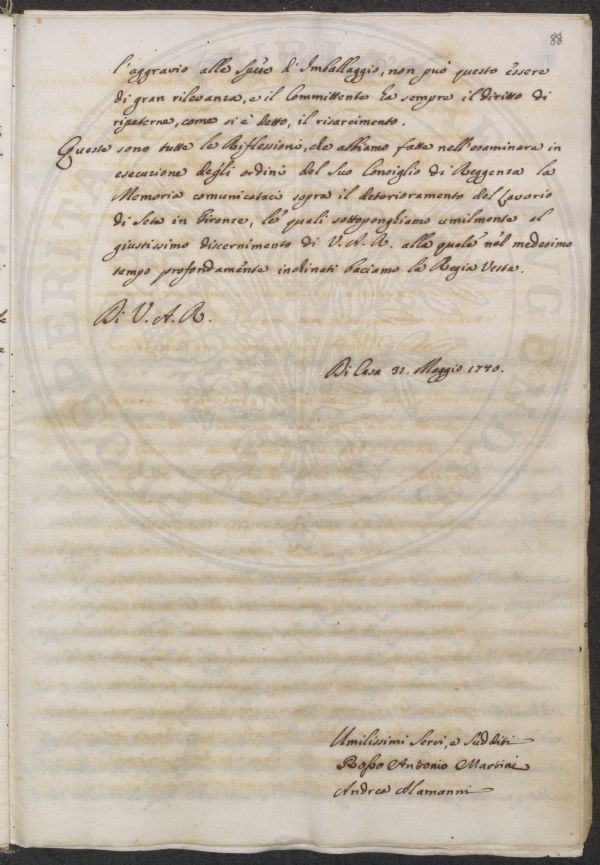 88
l'aggravio alle spese d'Imballaggio, non può questo essere
di gran rilevanza, e il Committente ha sempre il diritto di
ripeterne, come si è detto, il risarcimento.
Queste sono tutte le Riflessioni, che abbiamo fatte nell'esaminare in
esecuzione degli ordini del Suo Consiglio di Reggenza la
Memoria comunicataci sopra il deterioramento del Lavorio
di Seta in Firenze, le quali sottoponghiamo umilmente al
giustissimo discernimento di V. A. R. alla quale nel medesimo
tempo profondamente inclinati baciamo la Regia Veste.
Di V. A. R.
Di Casa 31. Maggio 1740.
Umilissimi Servi, e Sudditi
Rosso Antonio Martini
Andrea Alamanni